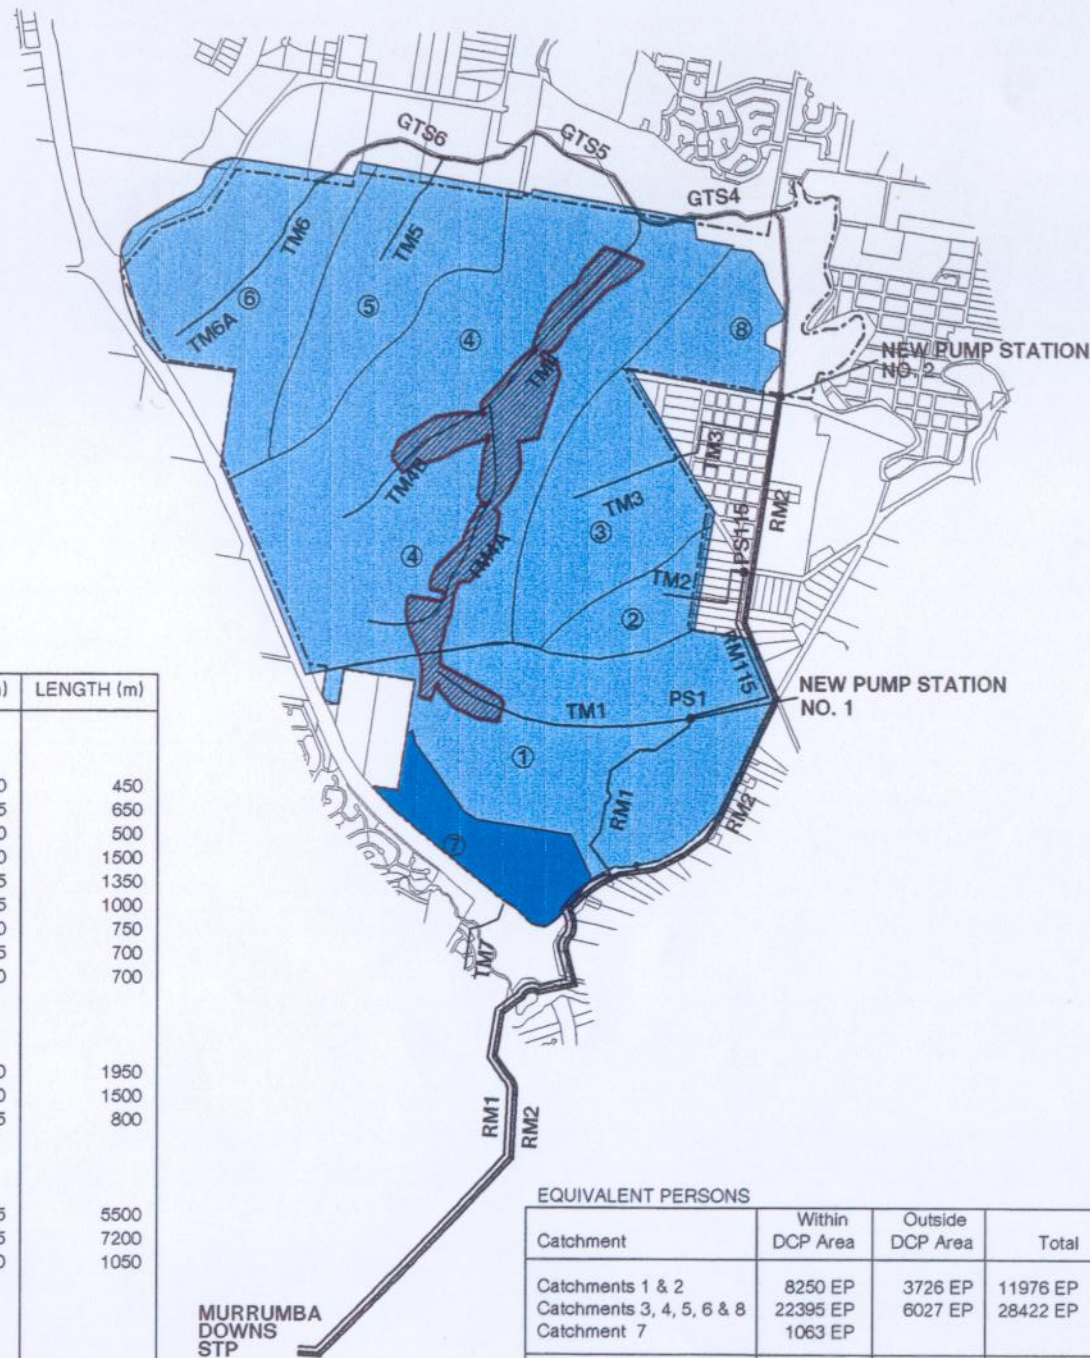 GTS6
GTS5
GTS4
TM6
TM5
⑥
TM6A
⑤
④
⑧
NEW PUMP STATION
NO. 2
TM4B
TM3
TM3
③
RM2
PS115
④
TM4A
TM2
②
RM115
NEW PUMP STATION
NO. 1
PS1
TM1
①
RM1
RM2
⑦
TM7
RM1
RM2
MURRUMBA
DOWNS
STP
LENGTH (m)
450
650
500
1500
1350
1000
750
700
700
1950
1500
800
5500
7200
1050
EQUIVALENT PERSONS
Catchment Within DCP Area Outside DCP Area Total
Catchments 1 & 2 8250 EP 3726 EP 11976 EP
Catchments 3, 4, 5, 6 & 8 22395 EP 6027 EP 28422 EP
Catchment 7 1063 EP